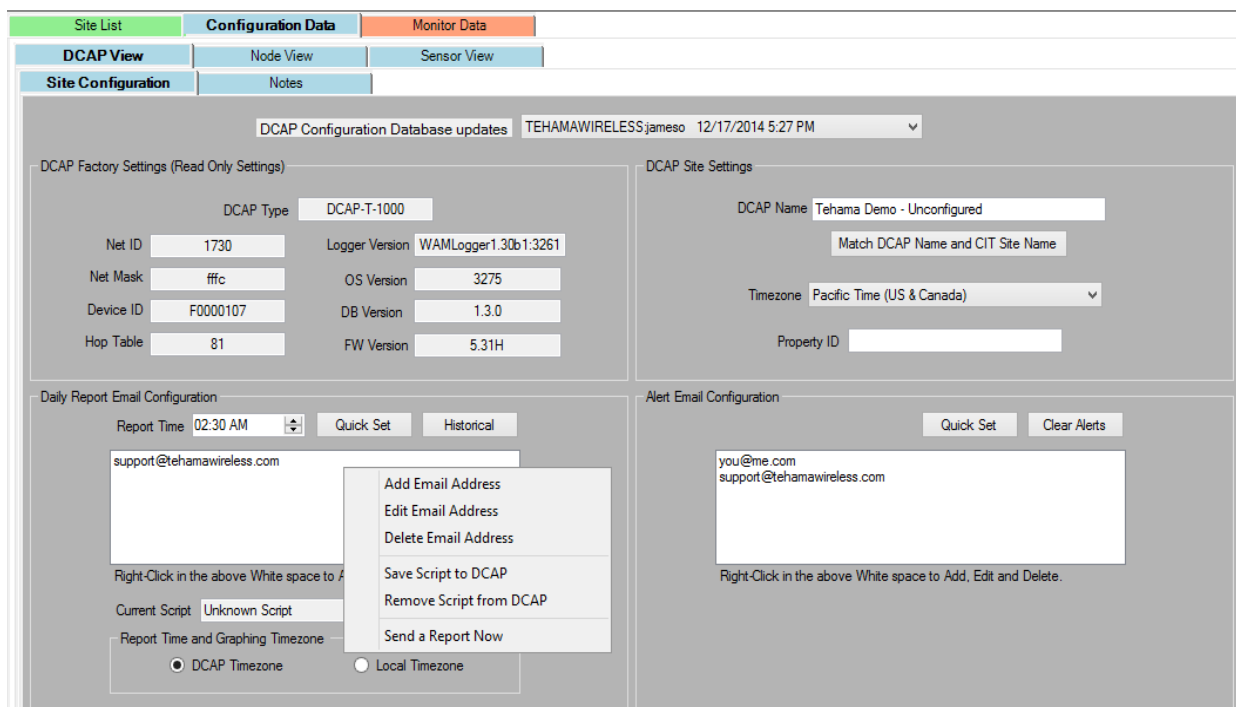 Site List Configuration Data Monitor Data
DCAP View Node View Sensor View
Site Configuration Notes
DCAP Configuration Database updates TEHAMAWIRELESS:jameso 12/17/2014 5:27 PM
DCAP Factory Settings (Read Only Settings)
DCAP Type DCAP-T-1000
Net ID 1730 Logger Version WAMLogger1.30b1:3261
Net Mask fffc OS Version 3275
Device ID F0000107 DB Version 1.3.0
Hop Table 81 FW Version 5.31H
DCAP Site Settings
DCAP Name Tehama Demo - Unconfigured
Match DCAP Name and CIT Site Name
Timezone Pacific Time (US & Canada)
Property ID
Daily Report Email Configuration
Report Time 02:30 AM Quick Set Historical
support@tehamawireless.com
Add Email Address
Edit Email Address
Delete Email Address
Save Script to DCAP
Remove Script from DCAP
Send a Report Now
Right-Click in the above White space to A
Current Script Unknown Script
Report Time and Graphing Timezone
DCAP Timezone Local Timezone
Alert Email Configuration
Quick Set Clear Alerts
you@me.com
support@tehamawireless.com
Right-Click in the above White space to Add, Edit and Delete.